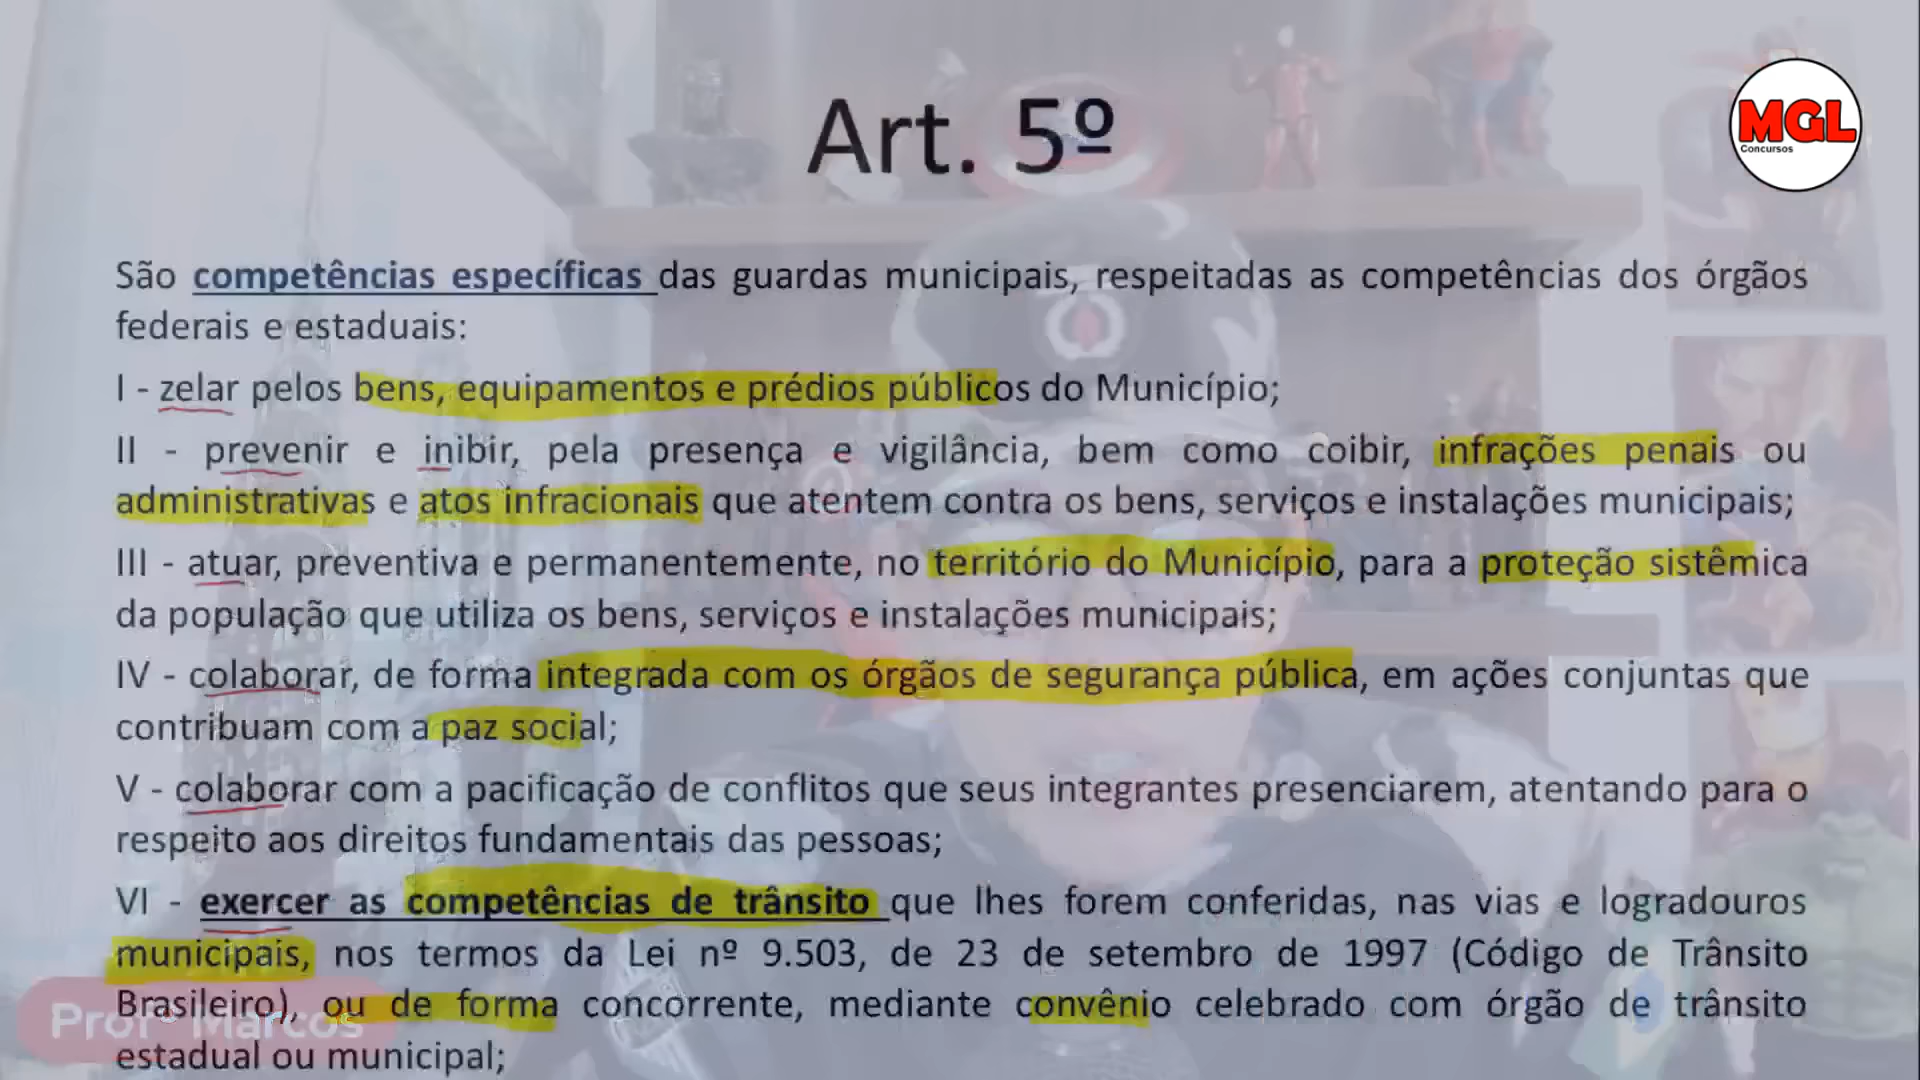 Art. 5º
MGL
Concursos
São competências específicas das guardas municipais, respeitadas as competências dos órgãos
federais e estaduais:
I - zelar pelos bens, equipamentos e prédios públicos do Município;
II - prevenir e inibir, pela presença e vigilância, bem como coibir, infrações penais ou
administrativas e atos infracionais que atentem contra os bens, serviços e instalações municipais;
III - atuar, preventiva e permanentemente, no território do Município, para a proteção sistêmica
da população que utiliza os bens, serviços e instalações municipais;
IV - colaborar, de forma integrada com os órgãos de segurança pública, em ações conjuntas que
contribuam com a paz social;
V - colaborar com a pacificação de conflitos que seus integrantes presenciarem, atentando para o
respeito aos direitos fundamentais das pessoas;
VI - exercer as competências de trânsito que lhes forem conferidas, nas vias e logradouros
municipais, nos termos da Lei nº 9.503, de 23 de setembro de 1997 (Código de Trânsito
Brasileiro), ou de forma concorrente, mediante convênio celebrado com órgão de trânsito
estadual ou municipal;
Profº Marcos